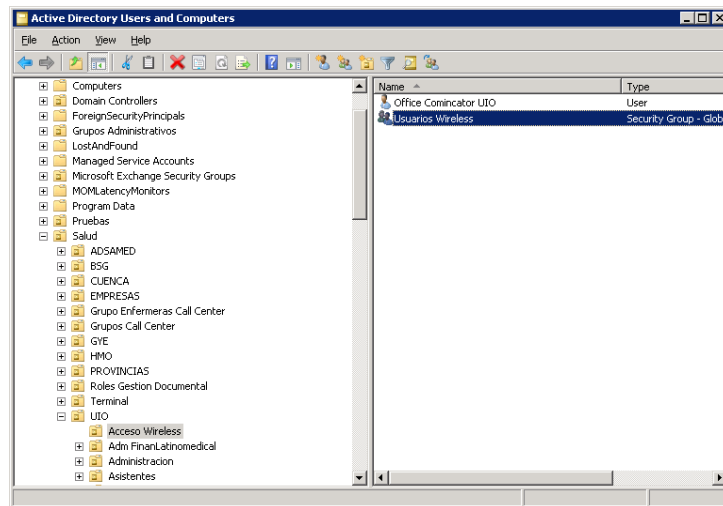 Active Directory Users and Computers
File Action View Help
Computers
Domain Controllers
ForeignSecurityPrincipals
Grupos Administrativos
LostAndFound
Managed Service Accounts
Microsoft Exchange Security Groups
MOMLatencyMonitors
Program Data
Pruebas
Salud
ADSAMED
BSG
CUENCA
EMPRESAS
Grupo Enfermeras Call Center
Grupos Call Center
GYE
HMO
PROVINCIAS
Roles Gestion Documental
Terminal
UIO
Acceso Wireless
Adm FinanLatinomedical
Administracion
Asistentes
Name Type
Office Comincator UIO User
Usuarios Wireless Security Group - Glob